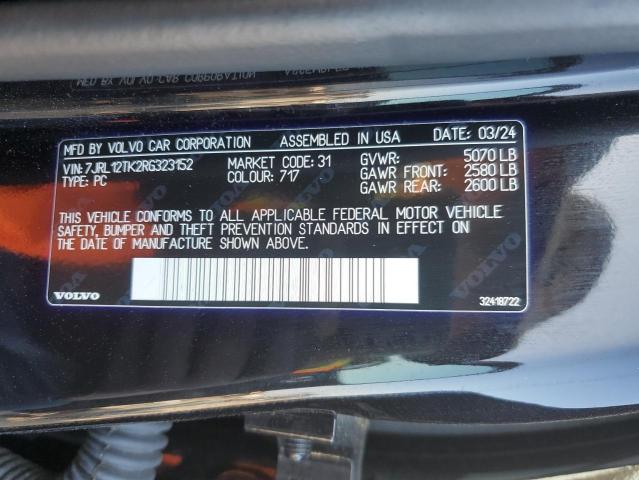 MFD BY VOLVO CAR CORPORATION ASSEMBLED IN USA DATE: 03/24
VIN: 7JRL12TK2RG323152 MARKET CODE: 31 GVWR: 5070 LB
TYPE: PC COLOUR: 717 GAWR FRONT: 2580 LB
GAWR REAR: 2600 LB
THIS VEHICLE CONFORMS TO ALL APPLICABLE FEDERAL MOTOR VEHICLE
SAFETY, BUMPER AND THEFT PREVENTION STANDARDS IN EFFECT ON
THE DATE OF MANUFACTURE SHOWN ABOVE.
VOLVO 32418722